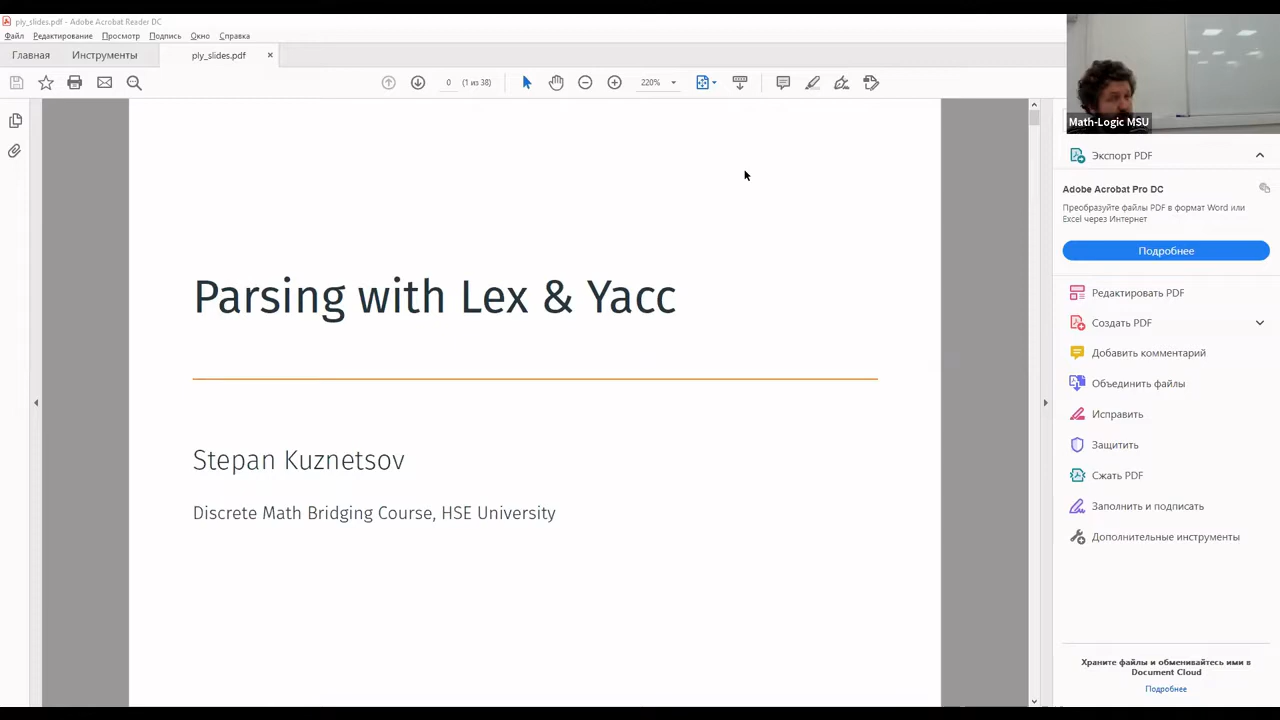 ply_slides.pdf - Adobe Acrobat Reader DC
Файл Редактирование Просмотр Подпись Окно Справка
Главная Инструменты ply_slides.pdf ×
0 (1 из 38) 220%
Math-Logic MSU
Экспорт PDF
Adobe Acrobat Pro DC
Преобразуйте файлы PDF в формат Word или
Excel через Интернет
Подробнее
Редактировать PDF
Создать PDF
Добавить комментарий
Объединить файлы
Исправить
Защитить
Сжать PDF
Заполнить и подписать
Дополнительные инструменты
Храните файлы и обменивайтесь ими в
Document Cloud
Подробнее
Parsing with Lex & Yacc
Stepan Kuznetsov
Discrete Math Bridging Course, HSE University